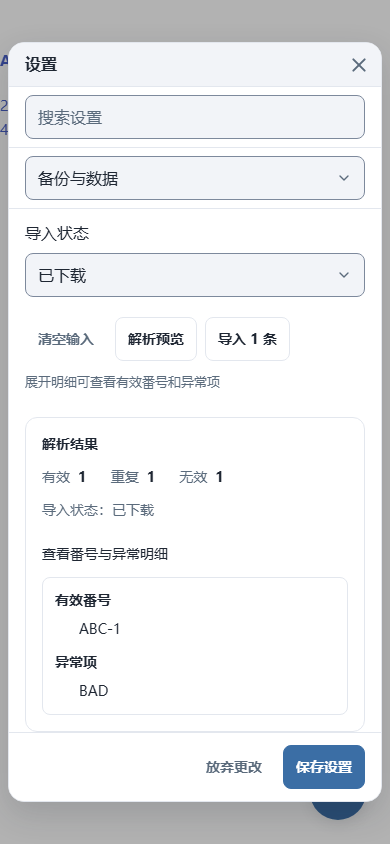 设置
搜索设置
备份与数据
导入状态
已下载
清空输入 解析预览 导入 1 条
展开明细可查看有效番号和异常项
解析结果
有效 1 重复 1 无效 1
导入状态：已下载
查看番号与异常明细
有效番号
ABC-1
异常项
BAD
放弃更改 保存设置